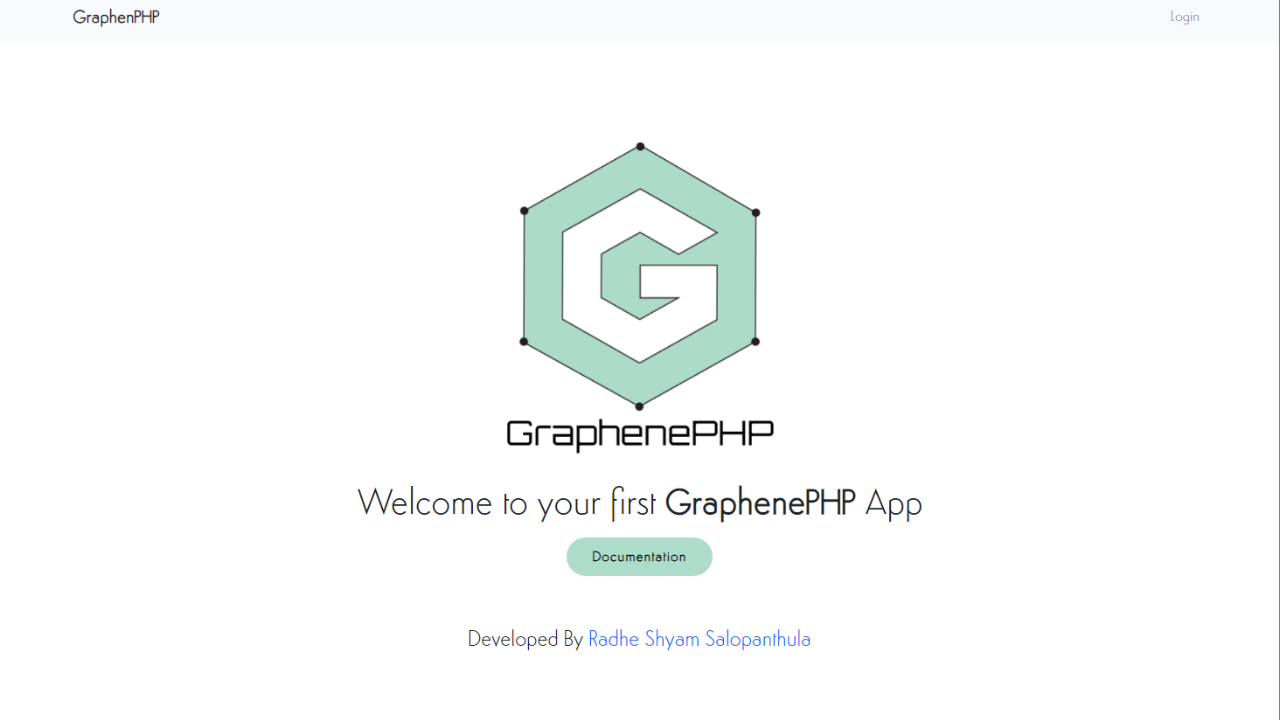 GraphenPHP
Login
GraphenePHP
Welcome to your first GraphenePHP App
Documentation
Developed By Radhe Shyam Salopanthula